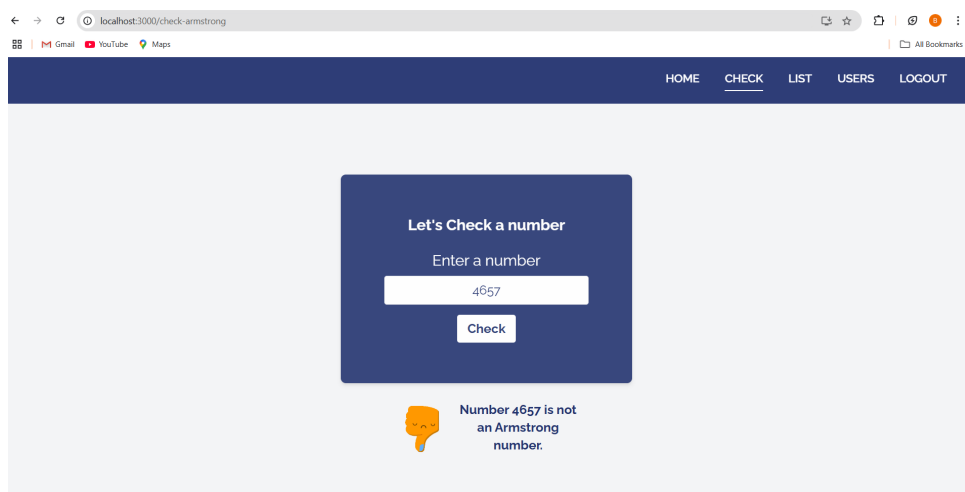 localhost:3000/check-armstrong
B
Gmail YouTube Maps All Bookmarks
HOME CHECK LIST USERS LOGOUT
Let's Check a number
Enter a number
4657
Check
Number 4657 is not
an Armstrong
number.